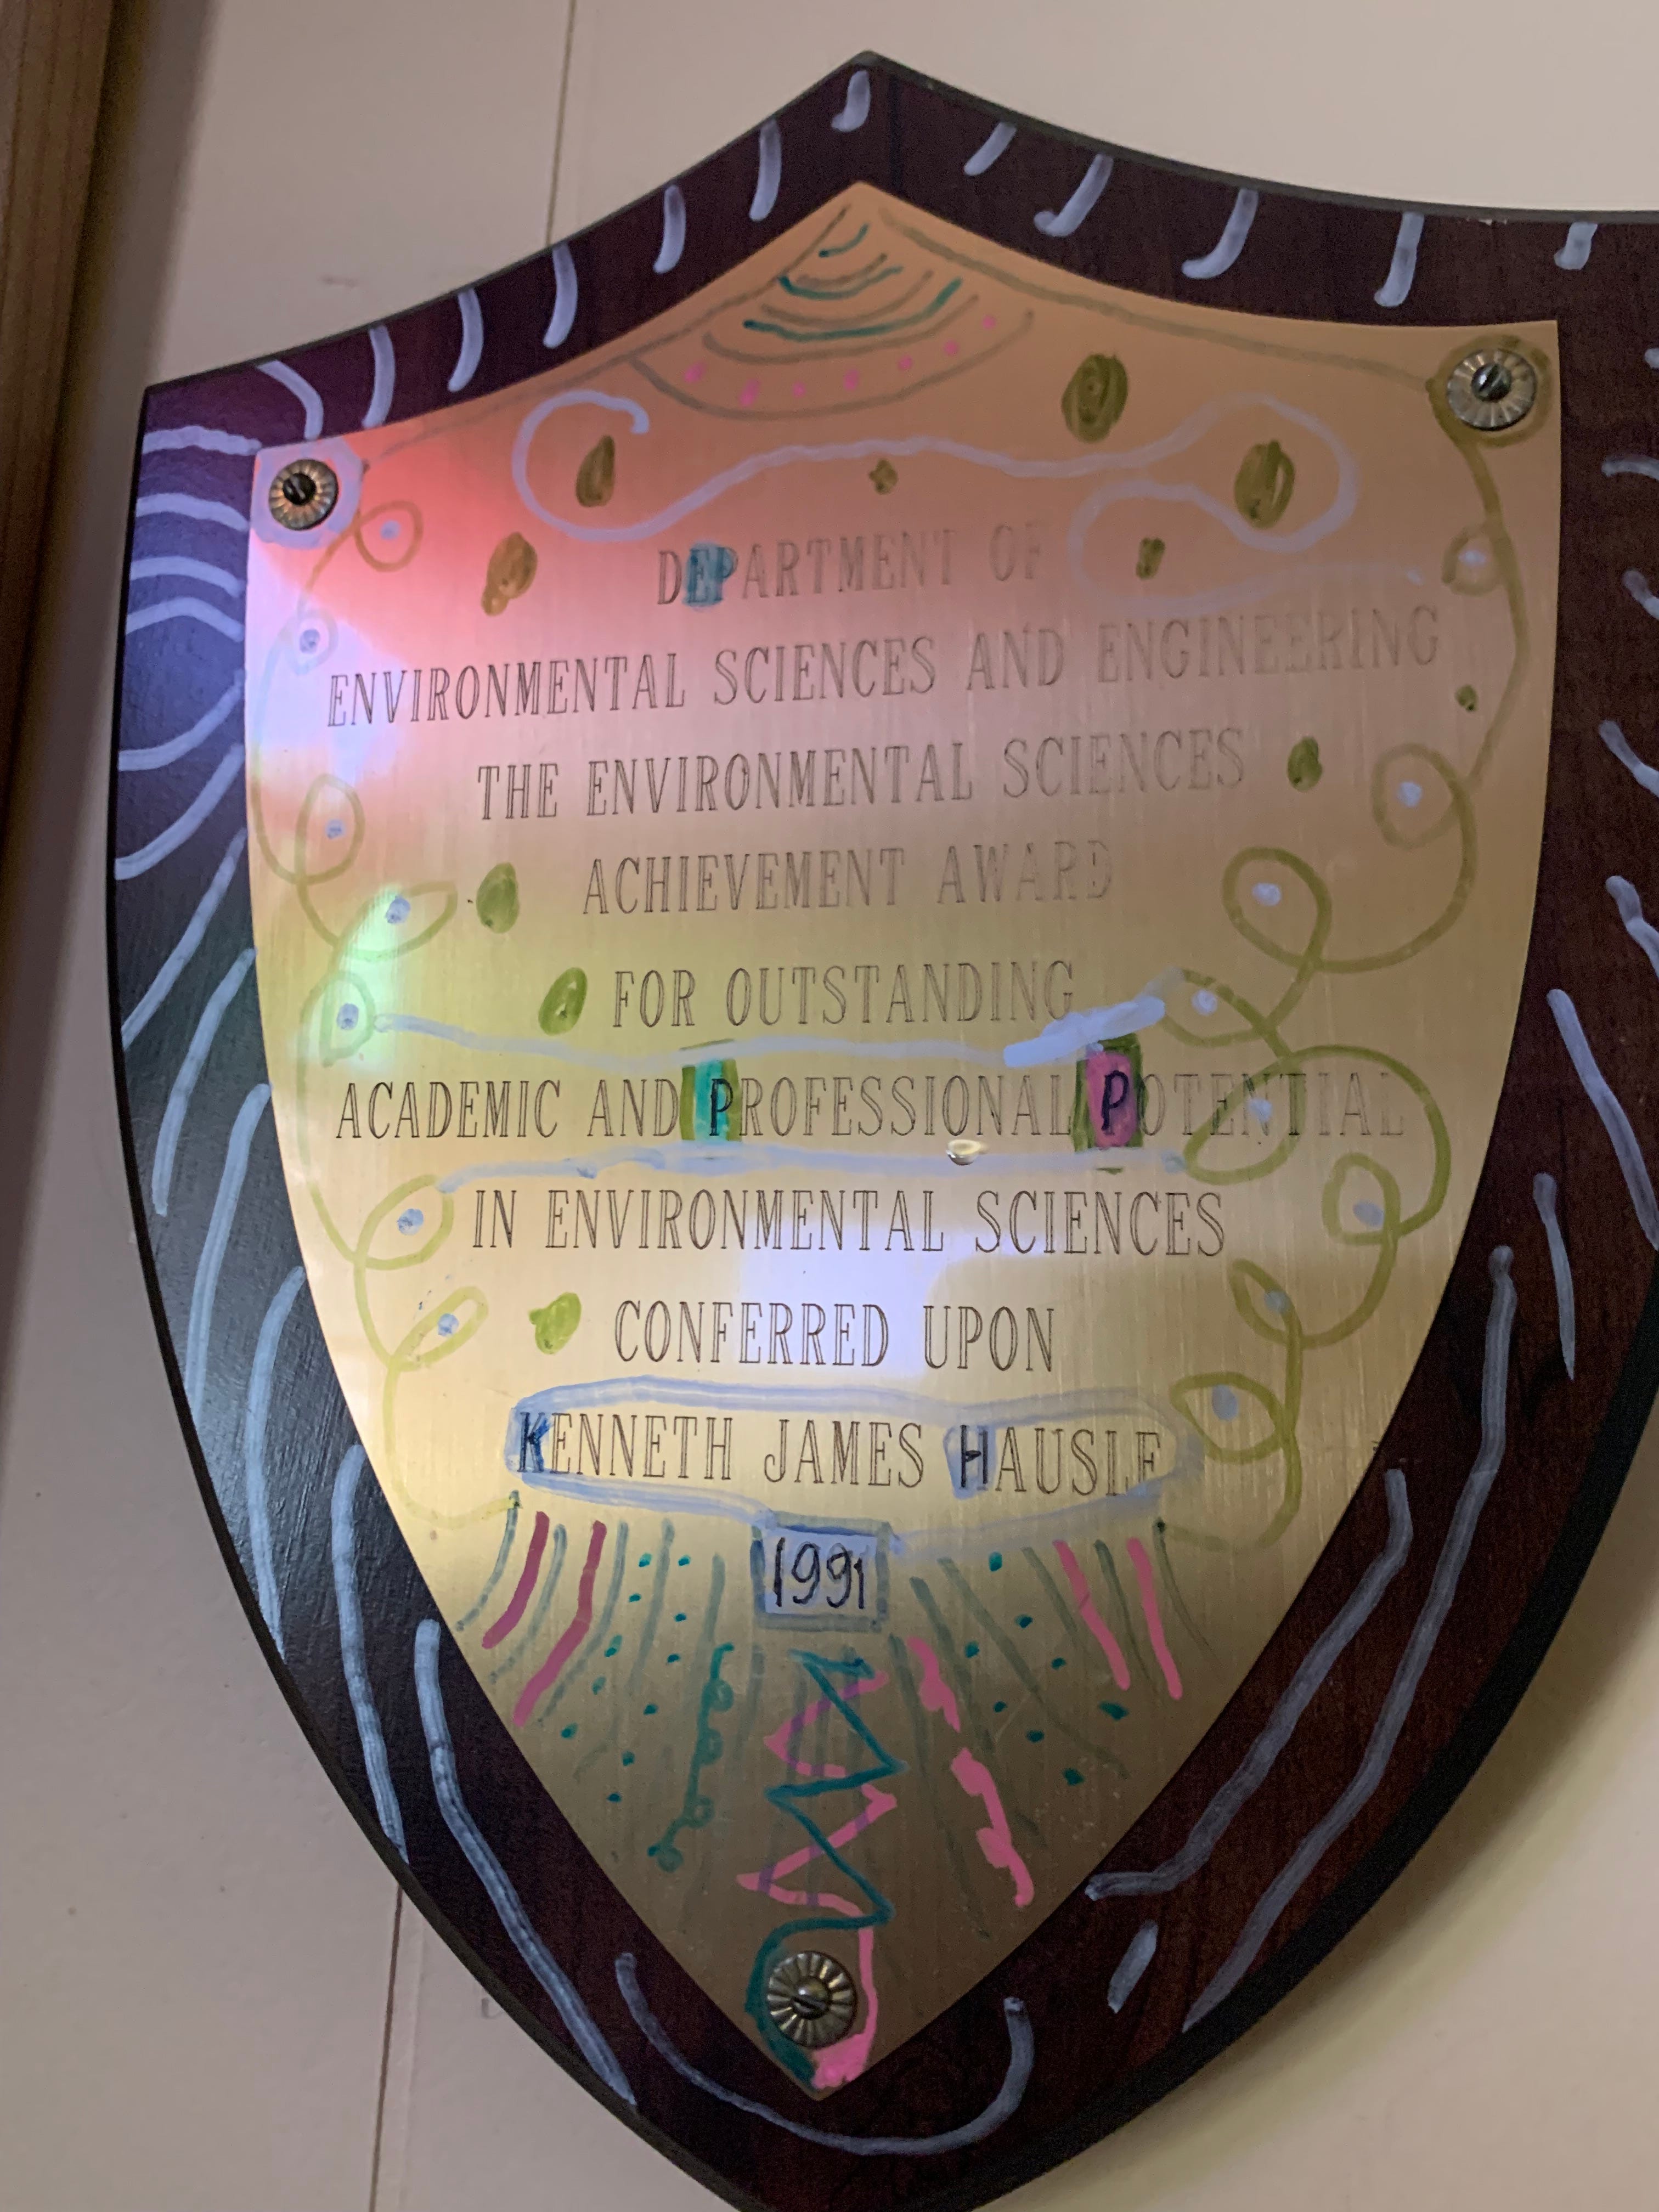 DEPARTMENT OF
ENVIRONMENTAL SCIENCES AND ENGINEERING
THE ENVIRONMENTAL SCIENCES
ACHIEVEMENT AWARD
FOR OUTSTANDING
ACADEMIC AND PROFESSIONAL POTENTIAL
IN ENVIRONMENTAL SCIENCES
CONFERRED UPON
KENNETH JAMES HAUSLE
1991